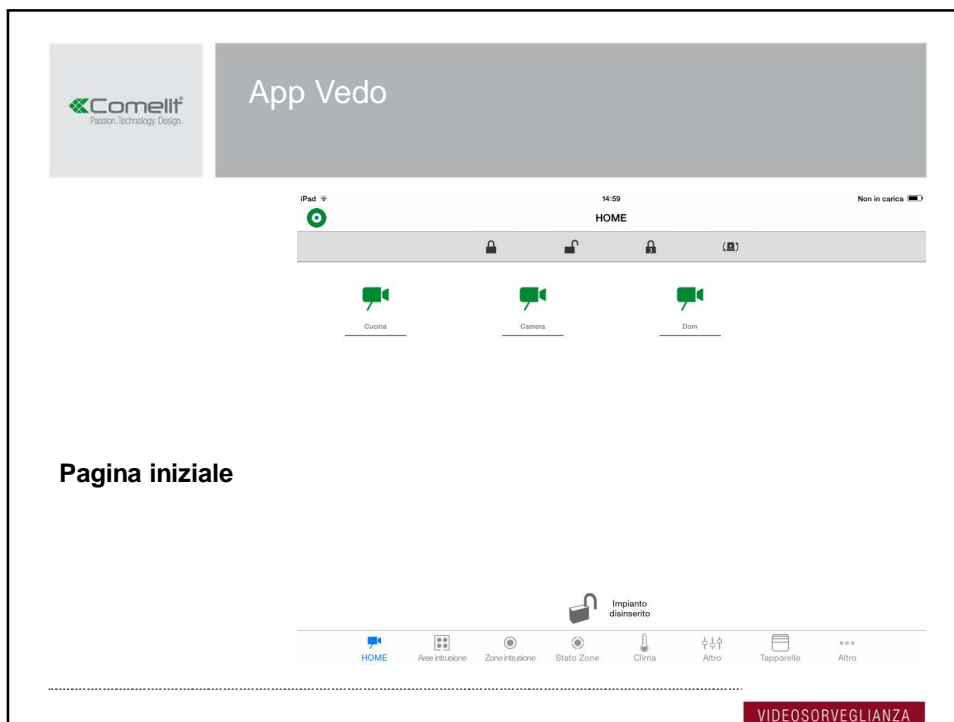 Comelit®
Passion. Technology. Design.
App Vedo
iPad 14:59 Non in carica
HOME
Cucina Camera Dom
Pagina iniziale
Impianto
disinserito
HOME Aree intrusione Zone intrusione Stato Zone Clima Altro Tapparelle Altro
VIDEOSORVEGLIANZA